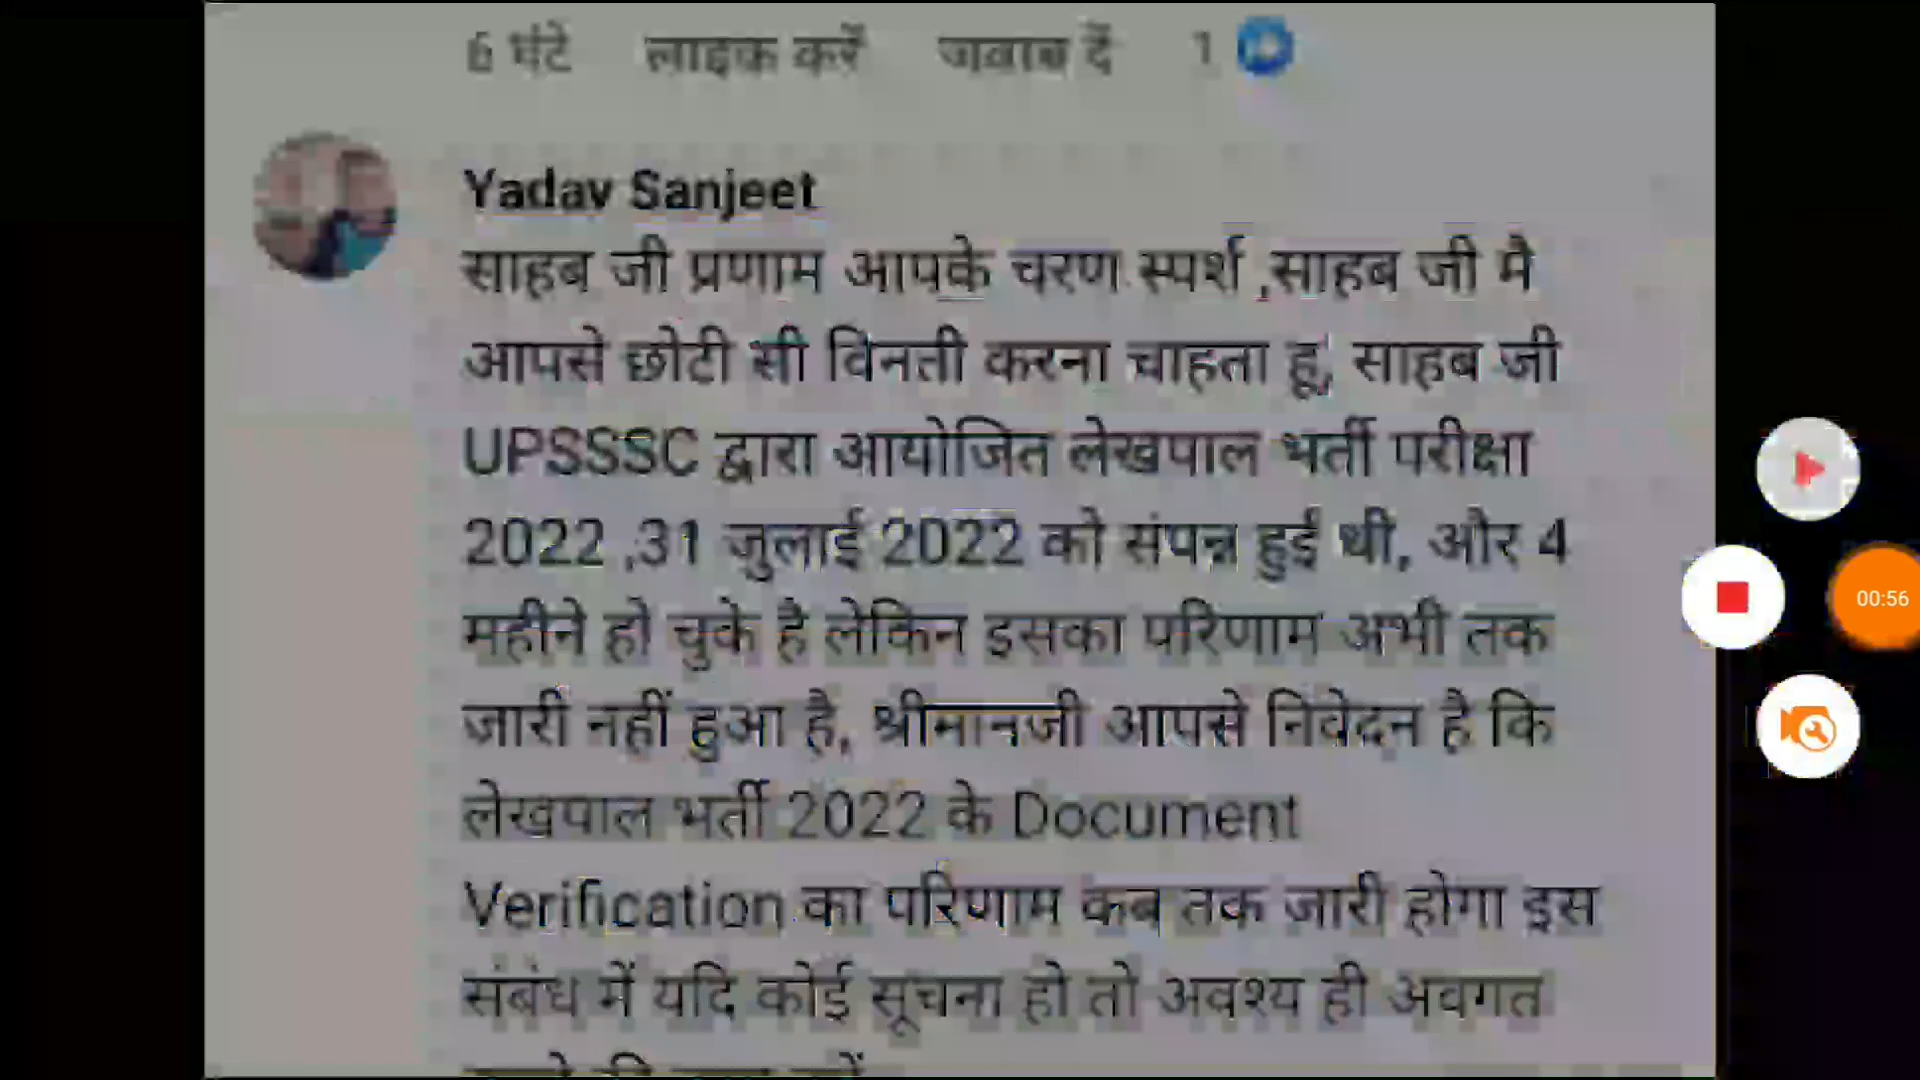 6 घंटे लाइक करें जवाब दें 1
Yadav Sanjeet
साहब जी प्रणाम आपके चरण स्पर्श ,साहब जी मै
आपसे छोटी सी विनती करना चाहता हू, साहब जी
UPSSSC द्वारा आयोजित लेखपाल भर्ती परीक्षा
2022 ,31 जुलाई 2022 को संपन्न हुई थी, और 4
महीने हो चुके है लेकिन इसका परिणाम अभी तक
जारी नहीं हुआ है, श्रीमानजी आपसे निवेदन है कि
लेखपाल भर्ती 2022 के Document
Verification का परिणाम कब तक जारी होगा इस
संबंध में यदि कोई सूचना हो तो अवश्य ही अवगत
00:56